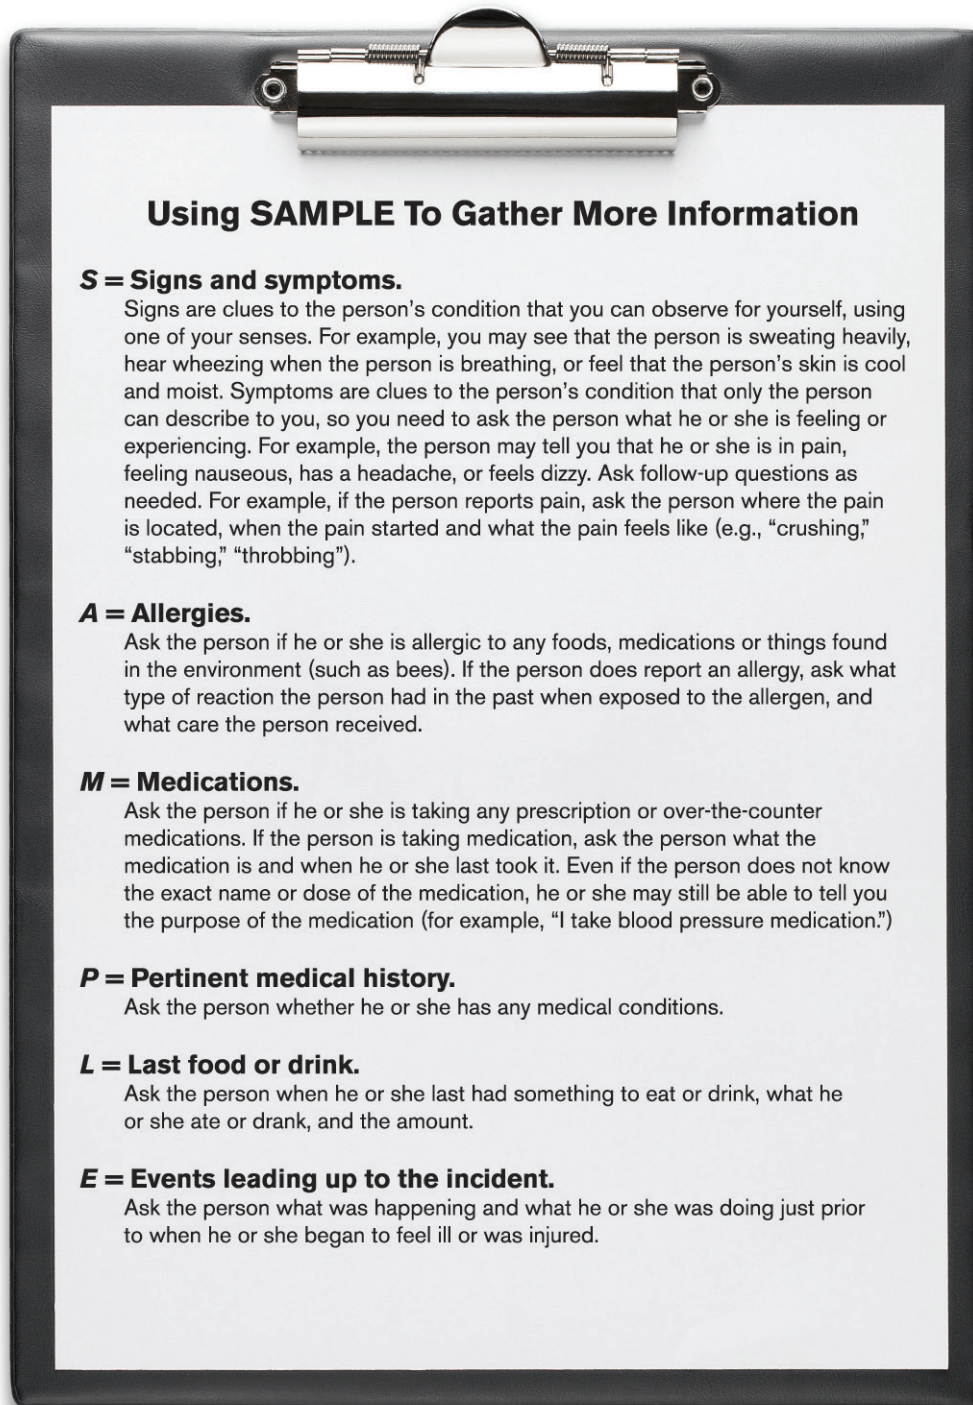 Using SAMPLE To Gather More Information
S = Signs and symptoms.
Signs are clues to the person's condition that you can observe for yourself, using
one of your senses. For example, you may see that the person is sweating heavily,
hear wheezing when the person is breathing, or feel that the person's skin is cool
and moist. Symptoms are clues to the person's condition that only the person
can describe to you, so you need to ask the person what he or she is feeling or
experiencing. For example, the person may tell you that he or she is in pain,
feeling nauseous, has a headache, or feels dizzy. Ask follow-up questions as
needed. For example, if the person reports pain, ask the person where the pain
is located, when the pain started and what the pain feels like (e.g., “crushing,”
“stabbing,” “throbbing”).
A = Allergies.
Ask the person if he or she is allergic to any foods, medications or things found
in the environment (such as bees). If the person does report an allergy, ask what
type of reaction the person had in the past when exposed to the allergen, and
what care the person received.
M = Medications.
Ask the person if he or she is taking any prescription or over-the-counter
medications. If the person is taking medication, ask the person what the
medication is and when he or she last took it. Even if the person does not know
the exact name or dose of the medication, he or she may still be able to tell you
the purpose of the medication (for example, “I take blood pressure medication.”)
P = Pertinent medical history.
Ask the person whether he or she has any medical conditions.
L = Last food or drink.
Ask the person when he or she last had something to eat or drink, what he
or she ate or drank, and the amount.
E = Events leading up to the incident.
Ask the person what was happening and what he or she was doing just prior
to when he or she began to feel ill or was injured.